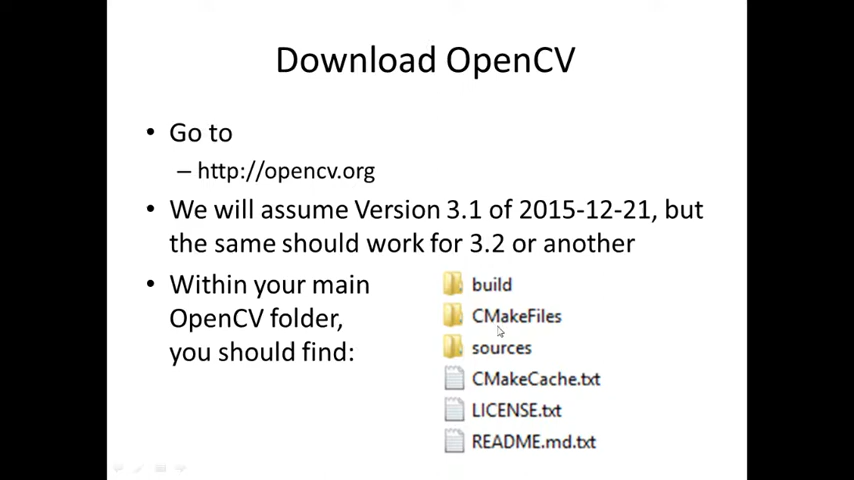 Download OpenCV
• Go to
– http://opencv.org
• We will assume Version 3.1 of 2015-12-21, but
the same should work for 3.2 or another
• Within your main
OpenCV folder,
you should find:
build
CMakeFiles
sources
CMakeCache.txt
LICENSE.txt
README.md.txt